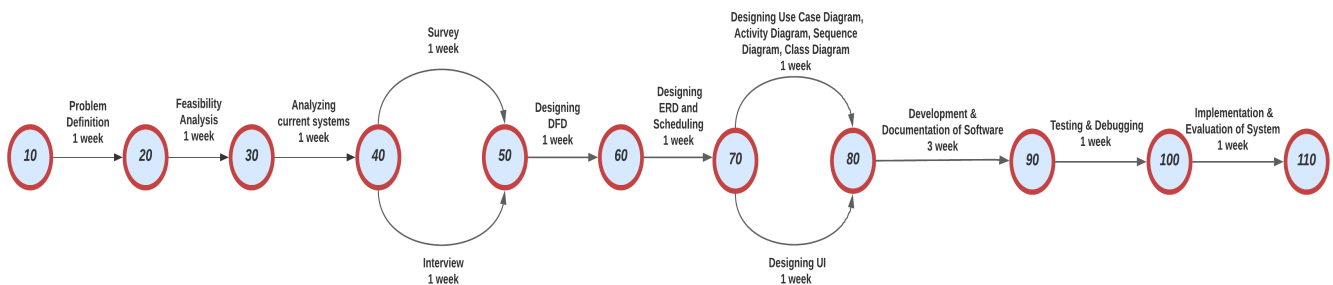 Designing Use Case Diagram,
Activity Diagram, Sequence
Diagram, Class Diagram
1 week
Survey
1 week
Problem
Definition
1 week
Feasibility
Analysis
1 week
Analyzing
current systems
1 week
Designing
DFD
1 week
Designing
ERD and
Scheduling
1 week
Development &
Documentation of Software
3 week
Testing & Debugging
1 week
Implementation &
Evaluation of System
1 week
10
20
30
40
50
60
70
80
90
100
110
Interview
1 week
Designing UI
1 week